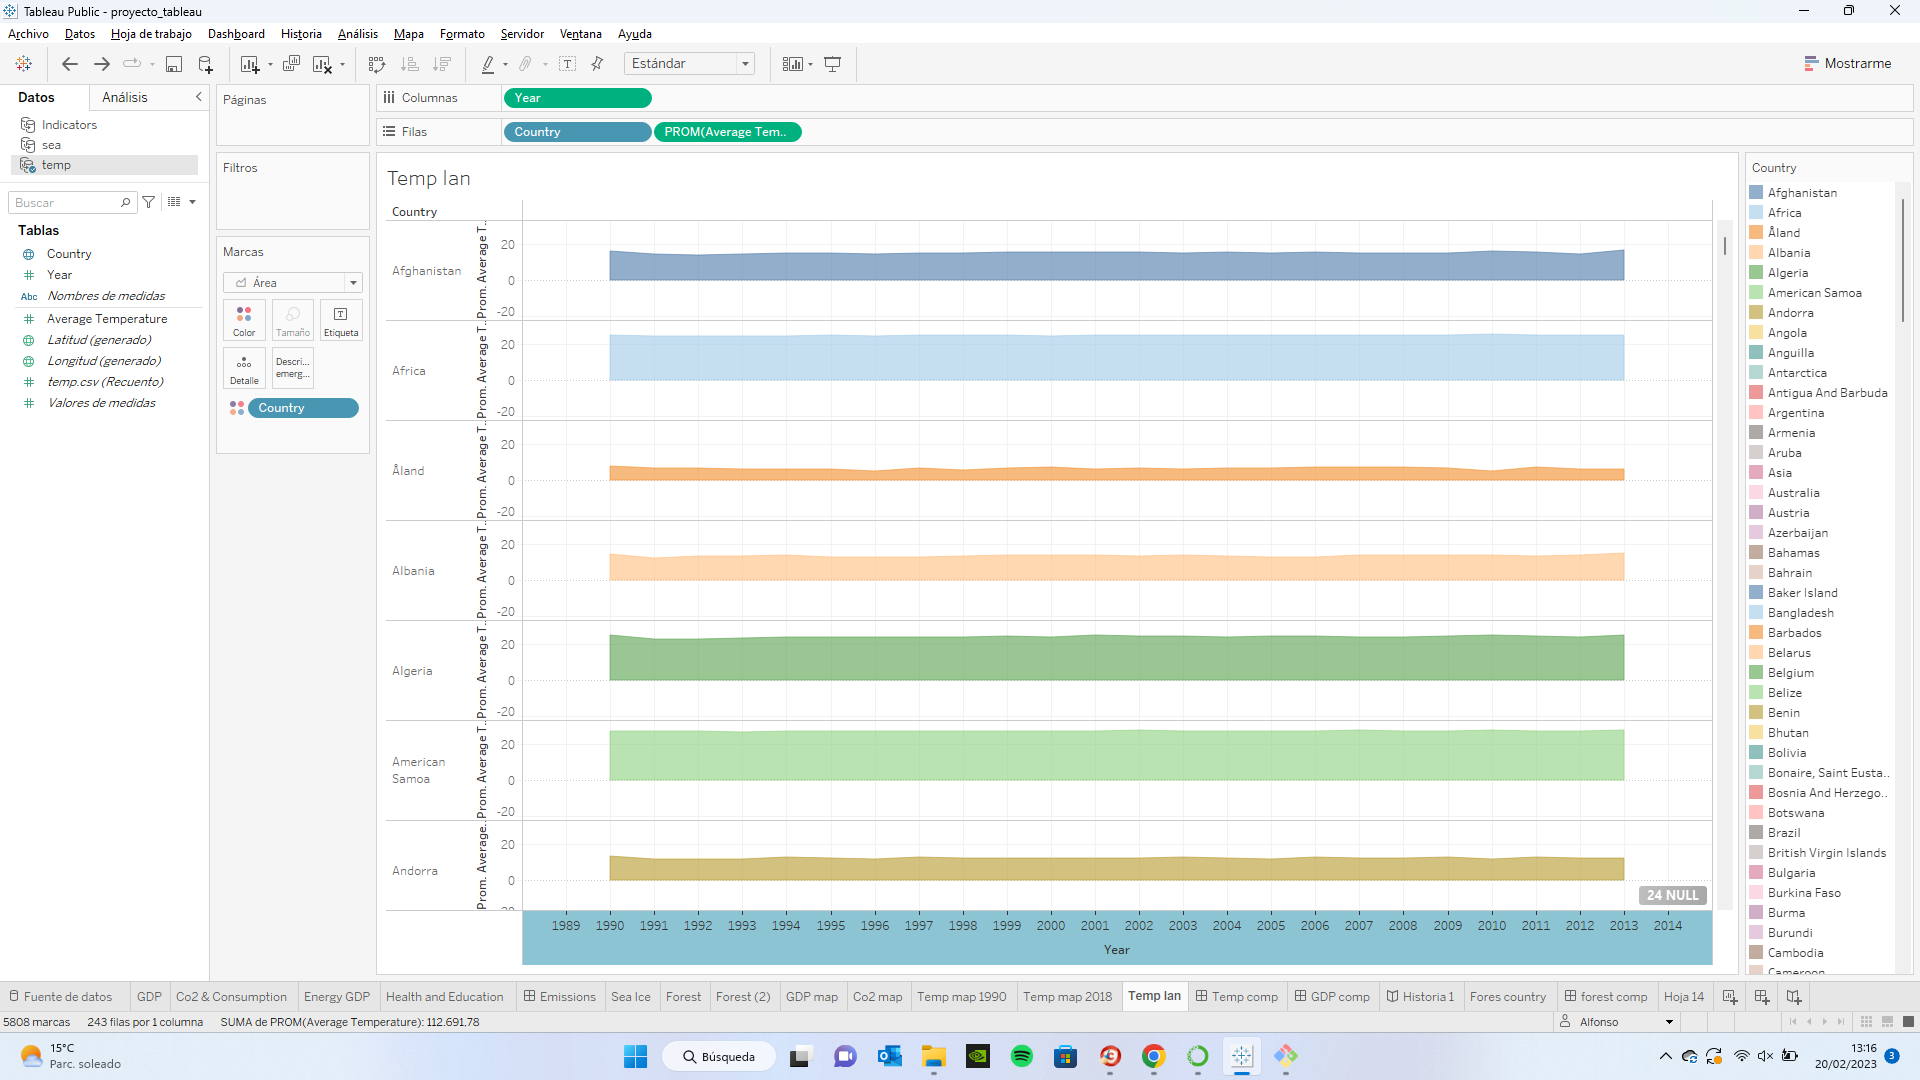 Tableau Public - proyecto_tableau
Archivo Datos Hoja de trabajo Dashboard Historia Análisis Mapa Formato Servidor Ventana Ayuda
Estándar
Mostrarme
Datos Análisis
Indicators
sea
temp
Buscar
Tablas
Country
Year
Abc Nombres de medidas
Average Temperature
Latitud (generado)
Longitud (generado)
temp.csv (Recuento)
Valores de medidas
Páginas
Filtros
Marcas
Área
Color Tamaño Etiqueta
Detalle Descri... emerg...
Country
Columnas Year
Filas Country PROM(Average Tem..
Temp lan
Country
Afghanistan Prom. Average T.. 20 0 -20
Africa Prom. Average T.. 20 0 -20
Åland Prom. Average T.. 20 0 -20
Albania Prom. Average T.. 20 0 -20
Algeria Prom. Average T.. 20 0 -20
American Samoa Prom. Average T.. 20 0 -20
Andorra Prom. Average.. 20 0 -20
24 NULL
1989 1990 1991 1992 1993 1994 1995 1996 1997 1998 1999 2000 2001 2002 2003 2004 2005 2006 2007 2008 2009 2010 2011 2012 2013 2014
Year
Country
Afghanistan
Africa
Åland
Albania
Algeria
American Samoa
Andorra
Angola
Anguilla
Antarctica
Antigua And Barbuda
Argentina
Armenia
Aruba
Asia
Australia
Austria
Azerbaijan
Bahamas
Bahrain
Baker Island
Bangladesh
Barbados
Belarus
Belgium
Belize
Benin
Bhutan
Bolivia
Bonaire, Saint Eusta..
Bosnia And Herzego..
Botswana
Brazil
British Virgin Islands
Bulgaria
Burkina Faso
Burma
Burundi
Cambodia
Cameroon
Fuente de datos GDP Co2 & Consumption Energy GDP Health and Education Emissions Sea Ice Forest Forest (2) GDP map Co2 map Temp map 1990 Temp map 2018 Temp lan Temp comp GDP comp Historia 1 Fores country forest comp Hoja 14
5808 marcas 243 filas por 1 columna SUMA de PROM(Average Temperature): 112.691,78
Alfonso
15°C
Parc. soleado
Búsqueda
13:16
20/02/2023
3